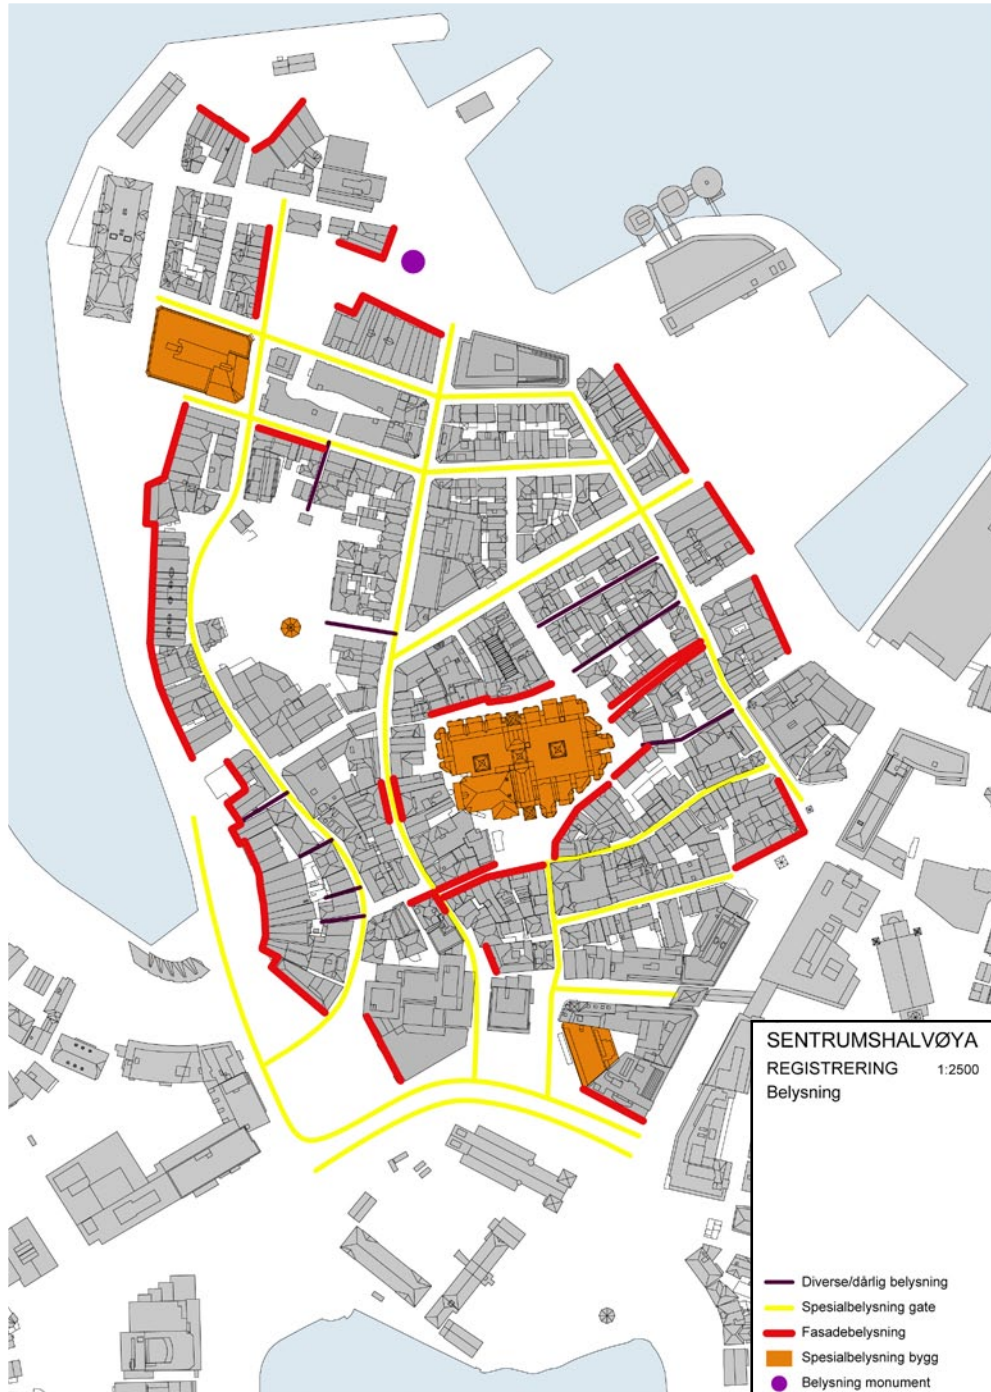 SENTRUMSHALVØYA
REGISTRERING 1:2500
Belysning
Diverse/dårlig belysning
Spesialbelysning gate
Fasadebelysning
Spesialbelysning bygg
Belysning monument